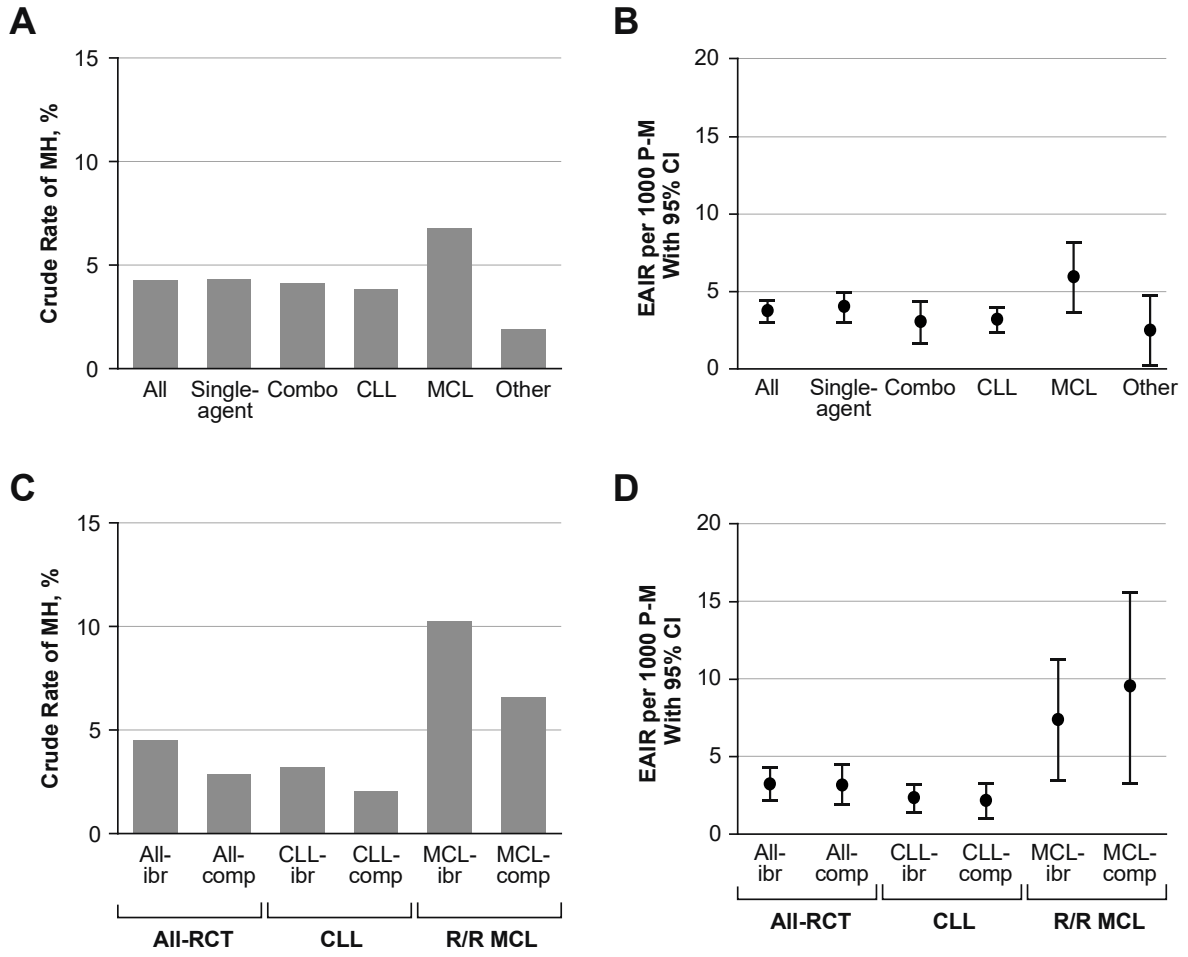 A
Crude Rate of MH, %
15
10
5
0
All
Single-
agent
Combo
CLL
MCL
Other
B
EAIR per 1000 P-M
With 95% CI
20
15
10
5
0
All
Single-
agent
Combo
CLL
MCL
Other
C
Crude Rate of MH, %
15
10
5
0
All-
ibr
All-
comp
CLL-
ibr
CLL-
comp
MCL-
ibr
MCL-
comp
All-RCT
CLL
R/R MCL
D
EAIR per 1000 P-M
With 95% CI
20
15
10
5
0
All-
ibr
All-
comp
CLL-
ibr
CLL-
comp
MCL-
ibr
MCL-
comp
All-RCT
CLL
R/R MCL